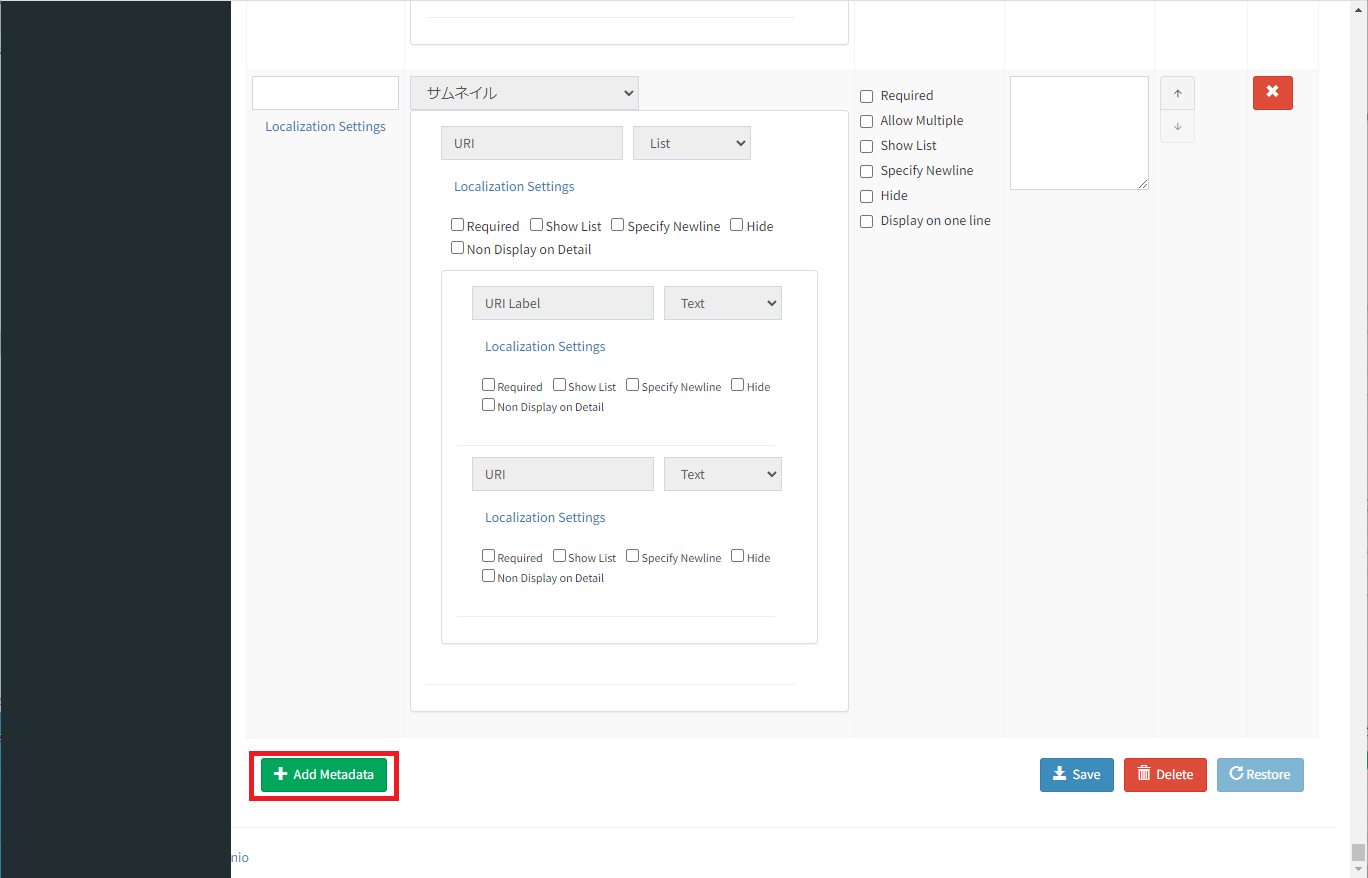 サムネイル
Localization Settings
URI List
Localization Settings
Required Show List Specify Newline Hide
Non Display on Detail
URI Label Text
Localization Settings
Required Show List Specify Newline Hide
Non Display on Detail
URI Text
Localization Settings
Required Show List Specify Newline Hide
Non Display on Detail
Required
Allow Multiple
Show List
Specify Newline
Hide
Display on one line
Add Metadata Save Delete Restore
nio